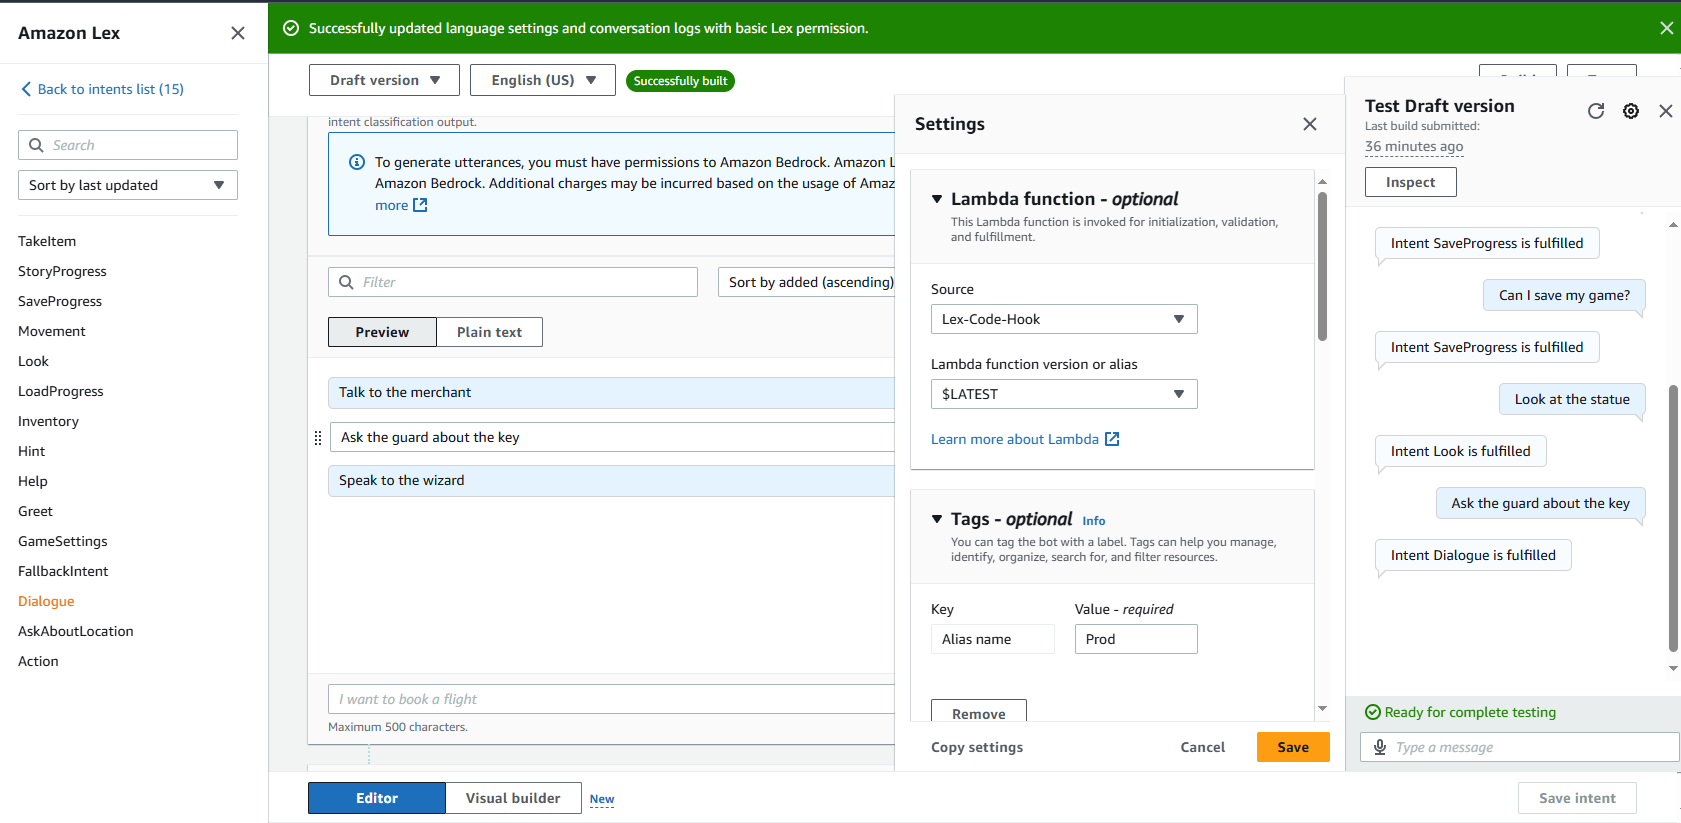 Amazon Lex
Back to intents list (15)
Search
Sort by last updated
TakeItem
StoryProgress
SaveProgress
Movement
Look
LoadProgress
Inventory
Hint
Help
Greet
GameSettings
FallbackIntent
Dialogue
AskAboutLocation
Action
Successfully updated language settings and conversation logs with basic Lex permission.
Draft version
English (US)
Successfully built
intent classification output.
To generate utterances, you must have permissions to Amazon Bedrock. Amazon L
Amazon Bedrock. Additional charges may be incurred based on the usage of Amaz
more
Filter
Sort by added (ascending)
Preview
Plain text
Talk to the merchant
Ask the guard about the key
Speak to the wizard
I want to book a flight
Maximum 500 characters.
Editor
Visual builder
New
Save intent
Settings
Lambda function - optional
This Lambda function is invoked for initialization, validation,
and fulfillment.
Source
Lex-Code-Hook
Lambda function version or alias
$LATEST
Learn more about Lambda
Tags - optional Info
You can tag the bot with a label. Tags can help you manage,
identify, organize, search for, and filter resources.
Key
Value - required
Alias name
Prod
Remove
Copy settings
Cancel
Save
Test Draft version
Last build submitted:
36 minutes ago
Inspect
Intent SaveProgress is fulfilled
Can I save my game?
Intent SaveProgress is fulfilled
Look at the statue
Intent Look is fulfilled
Ask the guard about the key
Intent Dialogue is fulfilled
Ready for complete testing
Type a message